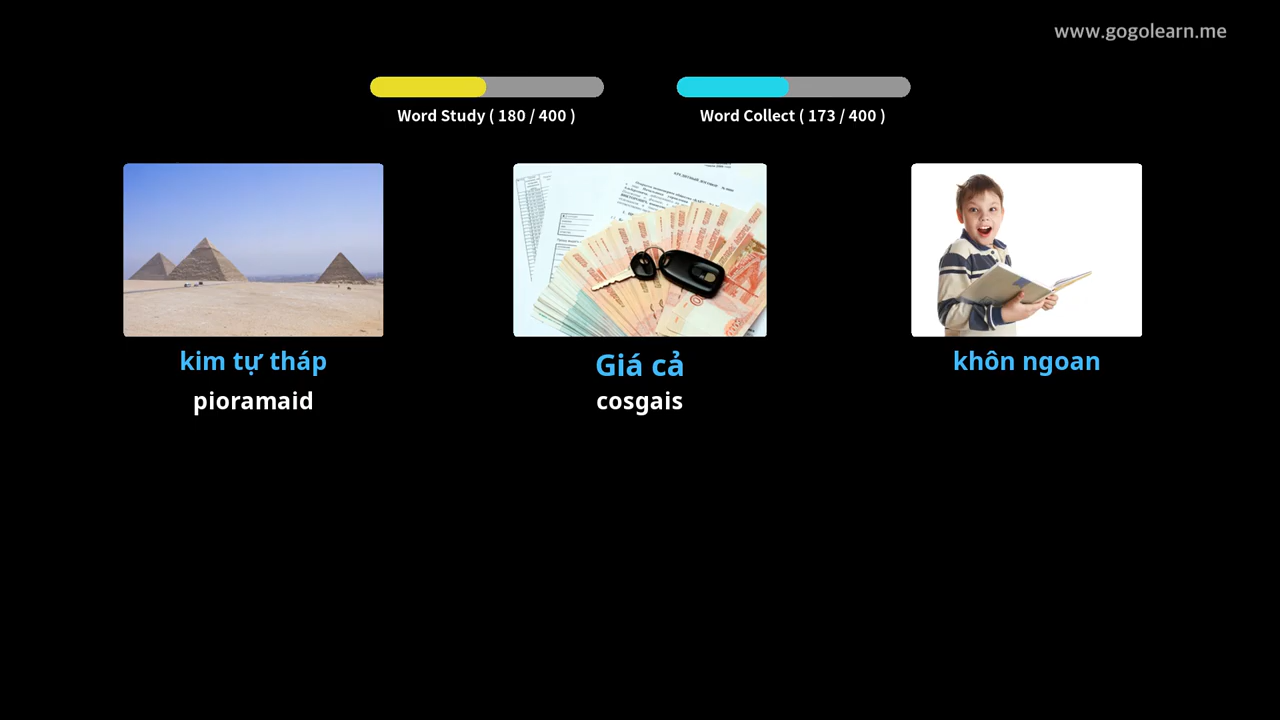 www.gogolearn.me
Word Study ( 180 / 400 )
Word Collect ( 173 / 400 )
kim tự tháp
pioramaid
Giá cả
cosgais
khôn ngoan